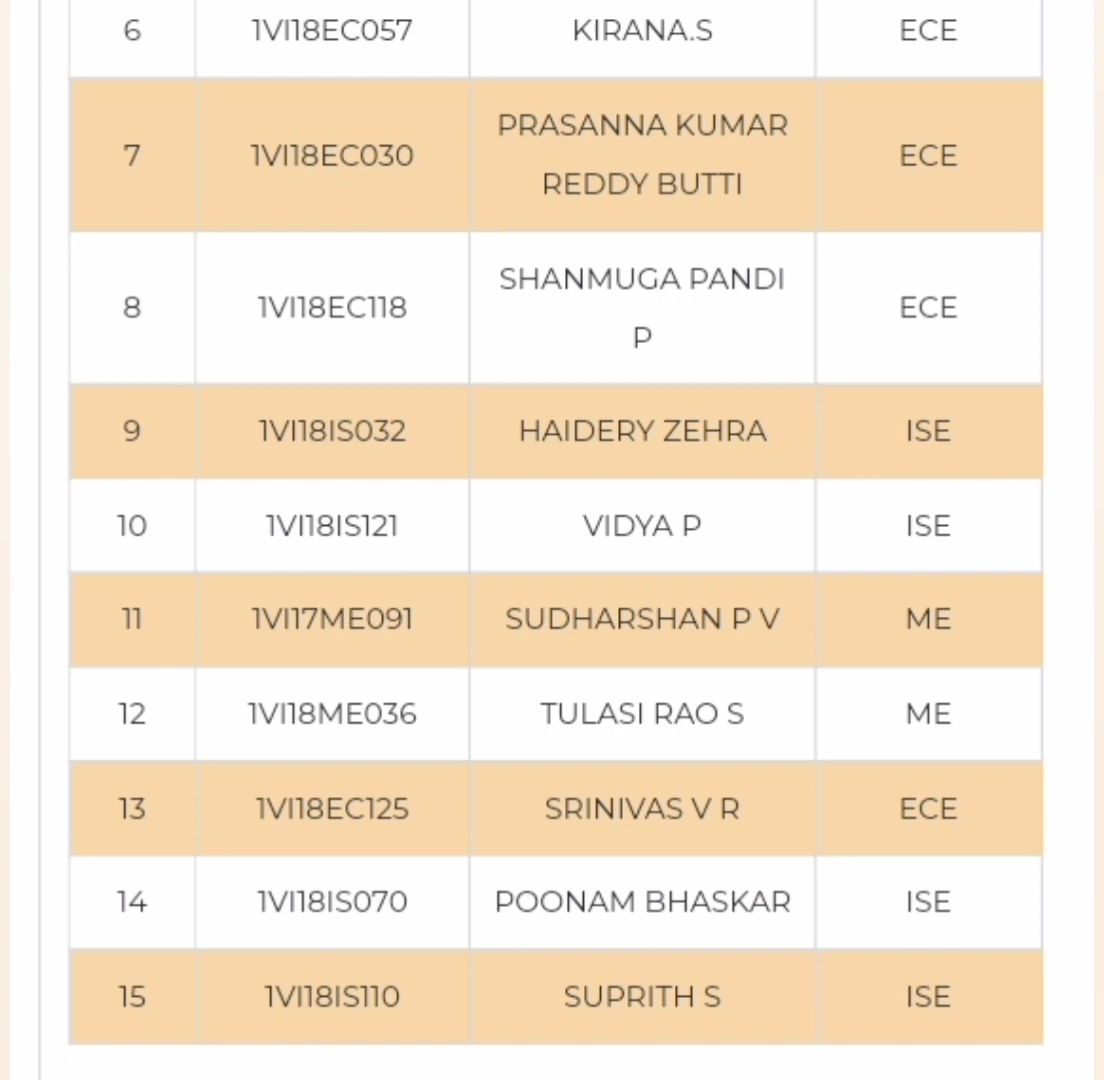 6 1VI18EC057 KIRANA.S ECE
7 1VI18EC030 PRASANNA KUMAR REDDY BUTTI ECE
8 1VI18EC118 SHANMUGA PANDI P ECE
9 1VI18IS032 HAIDERY ZEHRA ISE
10 1VI18IS121 VIDYA P ISE
11 1VI17ME091 SUDHARSHAN P V ME
12 1VI18ME036 TULASI RAO S ME
13 1VI18EC125 SRINIVAS V R ECE
14 1VI18IS070 POONAM BHASKAR ISE
15 1VI18IS110 SUPRITH S ISE